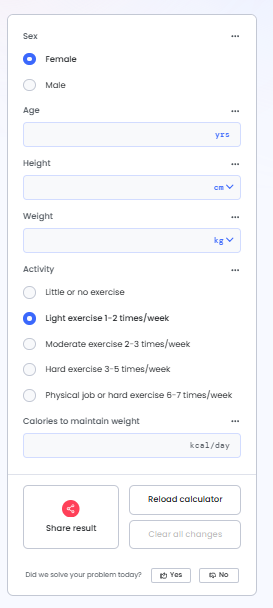 Sex ...
Female
Male
Age ...
yrs
Height ...
cm
Weight ...
kg
Activity ...
Little or no exercise
Light exercise 1-2 times/week
Moderate exercise 2-3 times/week
Hard exercise 3-5 times/week
Physical job or hard exercise 6-7 times/week
Calories to maintain weight ...
kcal/day
Share result
Reload calculator
Clear all changes
Did we solve your problem today? Yes No